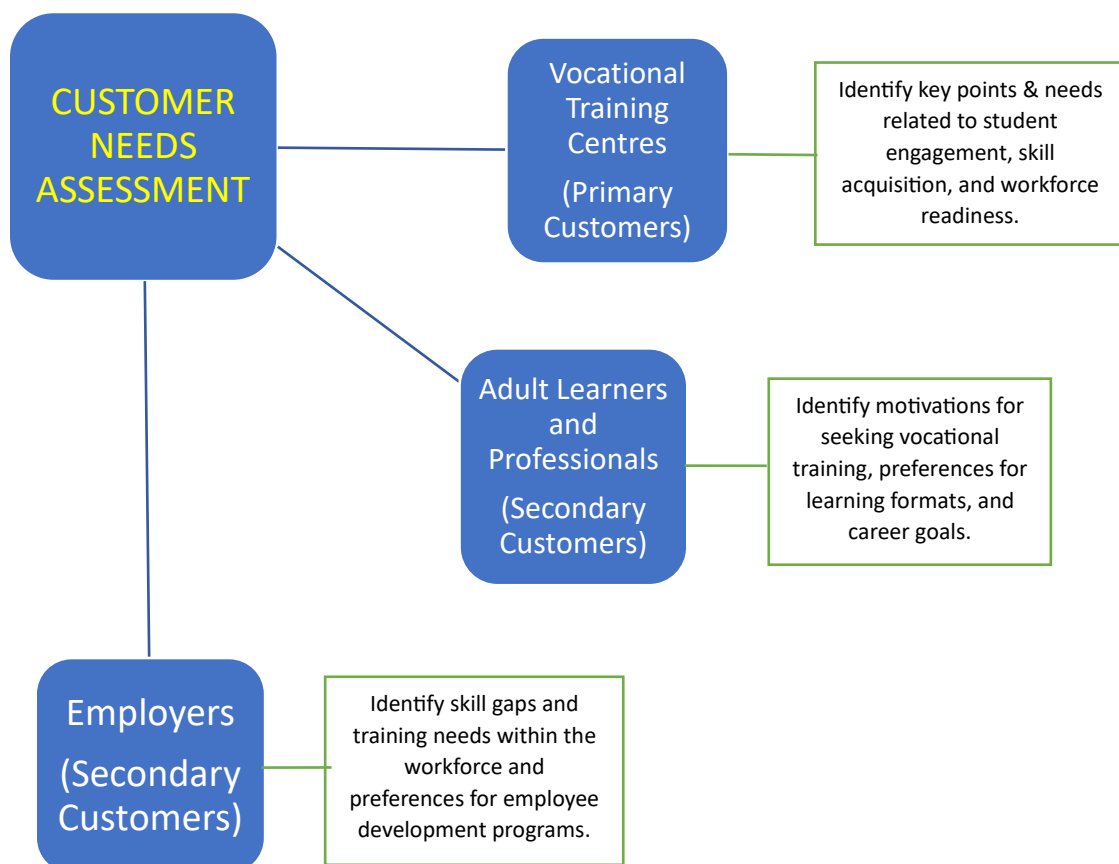 CUSTOMER
NEEDS
ASSESSMENT
Vocational
Training
Centres
(Primary
Customers)
Identify key points & needs
related to student
engagement, skill
acquisition, and workforce
readiness.
Adult Learners
and
Professionals
(Secondary
Customers)
Identify motivations for
seeking vocational
training, preferences for
learning formats, and
career goals.
Employers
(Secondary
Customers)
Identify skill gaps and
training needs within the
workforce and
preferences for employee
development programs.